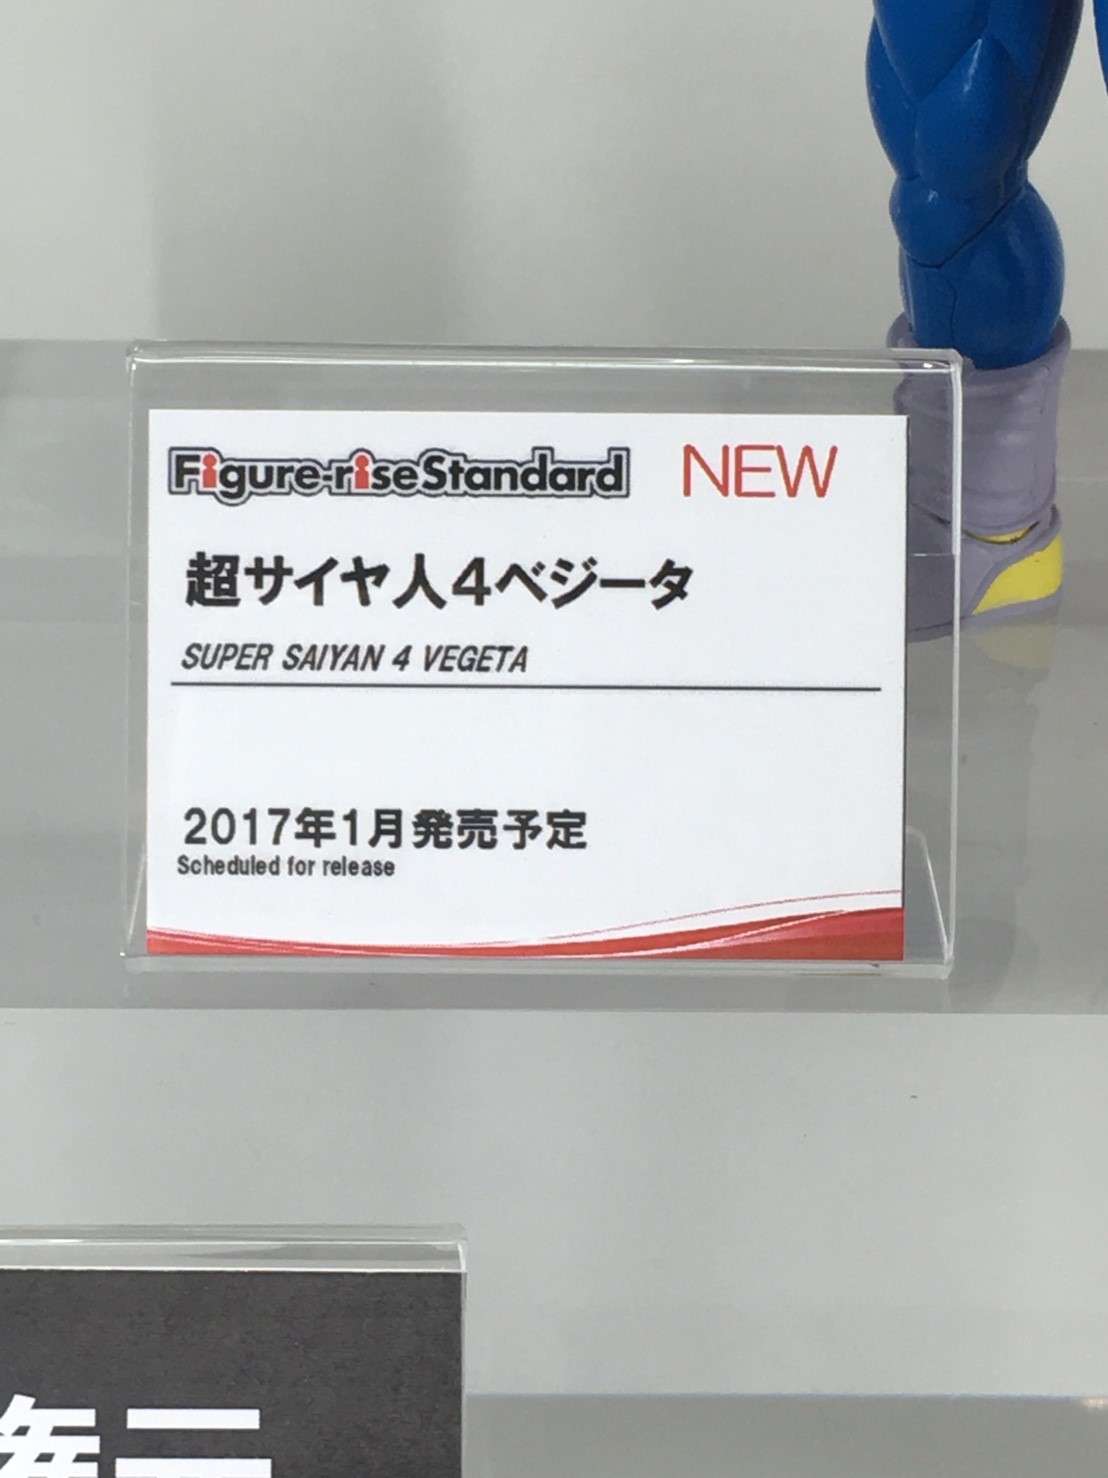 Figure-riseStandard NEW
超サイヤ人4ベジータ
SUPER SAIYAN 4 VEGETA
2017年1月発売予定
Scheduled for release